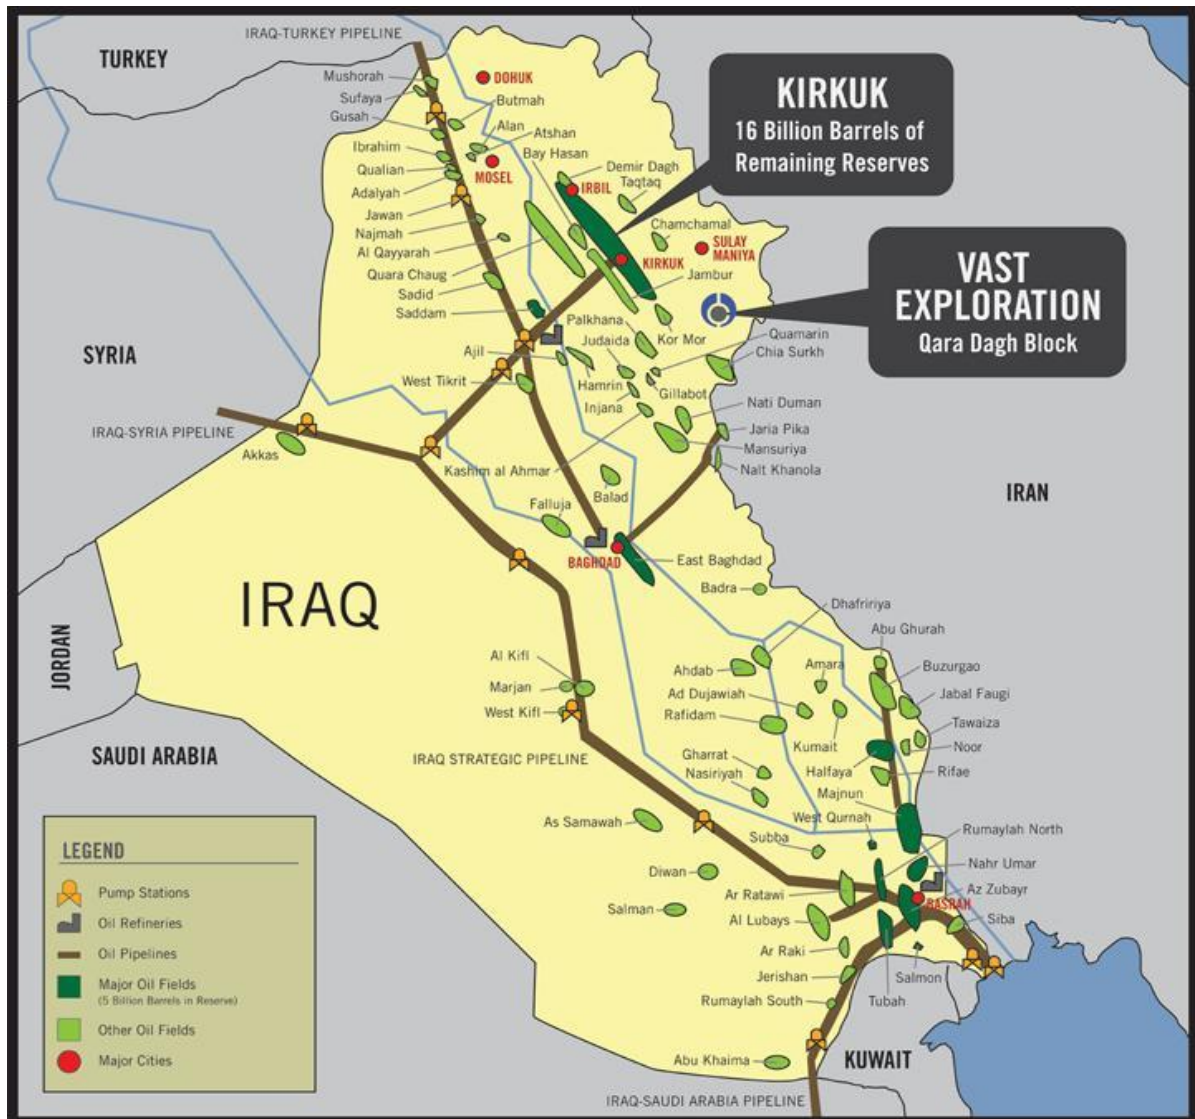 IRAQ-TURKEY PIPELINE
TURKEY
Mushorah
DOHUK
Sufaya
Butmah
Gusah
Alan
Atshan
Ibrahim
Bay Hasan
Qualian
MOSEL
Demir Dagh
Adalyah
IRBIL
Taqtaq
Jawan
Najmah
Chamchamal
Al Qayyarah
SULAY
MANIYA
Quara Chaug
KIRKUK
Jambur
Sadid
Saddam
Palkhana
Kor Mor
Quamarin
Judaida
Chia Surkh
Ajil
West Tikrit
Hamrin
Gillabot
Injana
Nati Duman
Jaria Pika
Mansuriya
Kashim al Ahmar
Nalt Khanola
KIRKUK
16 Billion Barrels of
Remaining Reserves
VAST
EXPLORATION
Qara Dagh Block
SYRIA
IRAQ-SYRIA PIPELINE
Akkas
Balad
Falluja
IRAN
BAGHDAD
East Baghdad
Badra
IRAQ
Dhafririya
Abu Ghurah
JORDAN
Al Kifl
Ahdab
Amara
Buzurgao
Marjan
Ad Dujawiah
Jabal Faugi
West Kifl
Rafidam
Tawaiza
Kumait
Noor
SAUDI ARABIA
IRAQ STRATEGIC PIPELINE
Gharrat
Halfaya
Rifae
Nasiriyah
Majnun
As Samawah
West Qurnah
Subba
Rumaylah North
Diwan
Nahr Umar
Ar Ratawi
Az Zubayr
BASRAH
Salman
Al Lubays
Siba
Ar Raki
Jerishan
Salmon
Rumaylah South
Tubah
Abu Khaima
KUWAIT
IRAQ-SAUDI ARABIA PIPELINE
LEGEND
Pump Stations
Oil Refineries
Oil Pipelines
Major Oil Fields
(5 Billion Barrels in Reserve)
Other Oil Fields
Major Cities